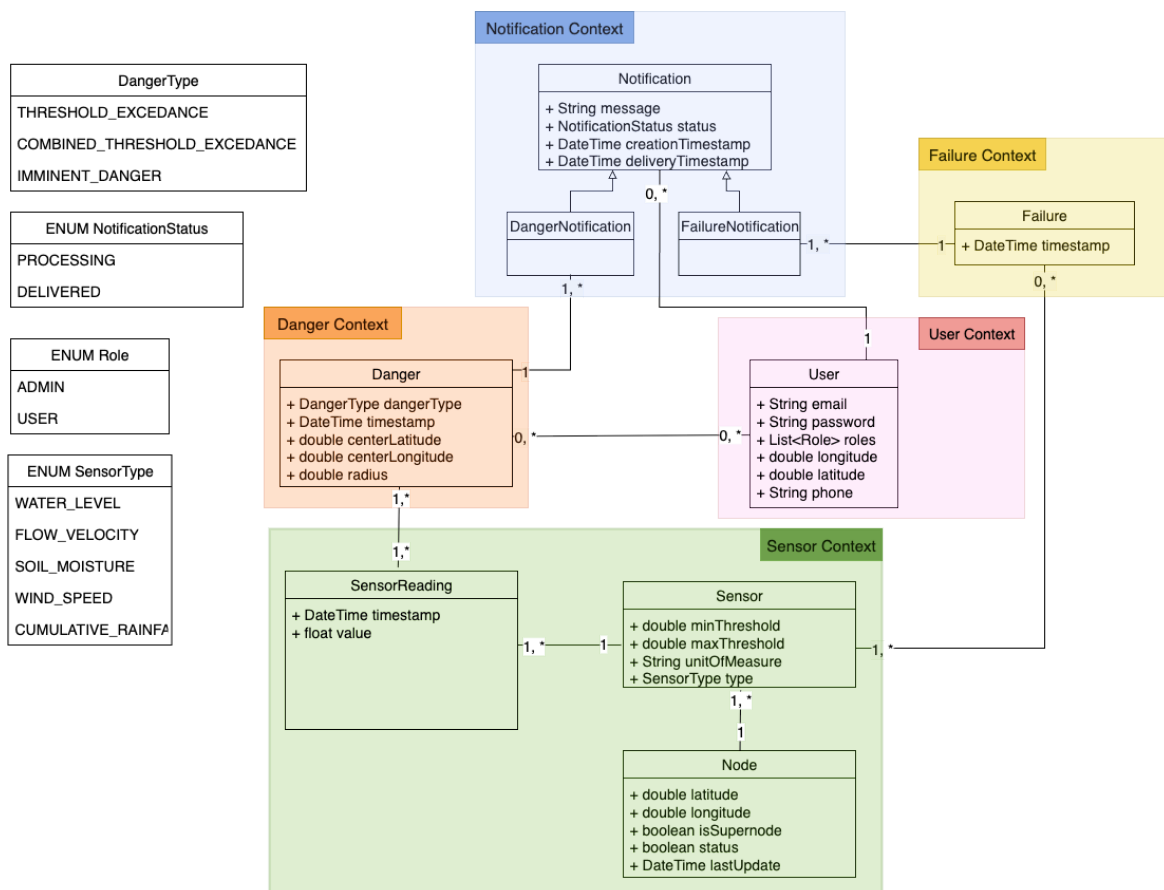 Notification Context
Notification
+ String message
+ NotificationStatus status
+ DateTime creationTimestamp
+ DateTime deliveryTimestamp
0, *
DangerNotification
1, *
FailureNotification
1, *
DangerType
THRESHOLD_EXCEDANCE
COMBINED_THRESHOLD_EXCEDANCE
IMMINENT_DANGER
ENUM NotificationStatus
PROCESSING
DELIVERED
ENUM Role
ADMIN
USER
ENUM SensorType
WATER_LEVEL
FLOW_VELOCITY
SOIL_MOISTURE
WIND_SPEED
CUMULATIVE_RAINFA
Failure Context
Failure
1
+ DateTime timestamp
0, *
Danger Context
Danger
1
+ DangerType dangerType
+ DateTime timestamp
+ double centerLatitude
+ double centerLongitude
+ double radius
0, *
1,*
User Context
1
User
+ String email
+ String password
+ List<Role> roles
+ double longitude
+ double latitude
+ String phone
0, *
Sensor Context
1,*
SensorReading
+ DateTime timestamp
+ float value
1, *
1
Sensor
+ double minThreshold
+ double maxThreshold
+ String unitOfMeasure
+ SensorType type
1, *
1, *
1
Node
+ double latitude
+ double longitude
+ boolean isSupernode
+ boolean status
+ DateTime lastUpdate